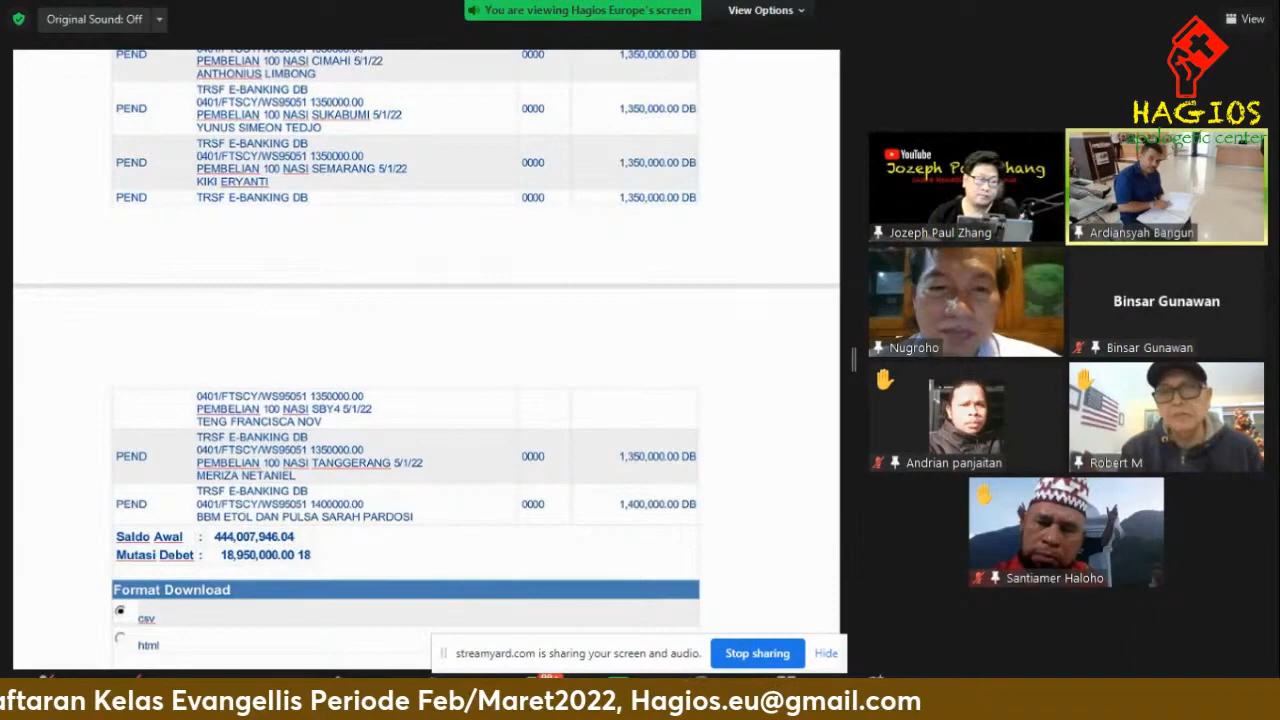 Original Sound: Off
You are viewing Hagios Europe's screen
View Options
View
HAGIOS
apologetic center
PEND
0401/FTSCY/WS95051 1350000.00
PEMBELIAN 100 NASI CIMAHI 5/1/22
ANTHONIUS LIMBONG
0000
1,350,000.00 DB
PEND
TRSF E-BANKING DB
0401/FTSCY/WS95051 1350000.00
PEMBELIAN 100 NASI SUKABUMI 5/1/22
YUNUS SIMEON TEDJO
0000
1,350,000.00 DB
PEND
TRSF E-BANKING DB
0401/FTSCY/WS95051 1350000.00
PEMBELIAN 100 NASI SEMARANG 5/1/22
KIKI ERYANTI
0000
1,350,000.00 DB
PEND
TRSF E-BANKING DB
0000
1,350,000.00 DB
0401/FTSCY/WS95051 1350000.00
PEMBELIAN 100 NASI SBY4 5/1/22
TENG FRANCISCA NOV
PEND
TRSF E-BANKING DB
0401/FTSCY/WS95051 1350000.00
PEMBELIAN 100 NASI TANGGERANG 5/1/22
MERIZA NETANIEL
0000
1,350,000.00 DB
PEND
TRSF E-BANKING DB
0401/FTSCY/WS95051 1400000.00
BBM ETOL DAN PULSA SARAH PARDOSI
0000
1,400,000.00 DB
Saldo Awal : 444,007,946.04
Mutasi Debet : 18,950,000.00 18
Format Download
csv
html
streamyard.com is sharing your screen and audio.
Stop sharing
Hide
YouTube
Jozeph Paul Zhang
Ardiansyah Bangun
Nugroho
Binsar Gunawan
Binsar Gunawan
Andrian panjaitan
Robert M
Santiamer Haloho
aftaran Kelas Evangellis Periode Feb/Maret2022, Hagios.eu@gmail.com